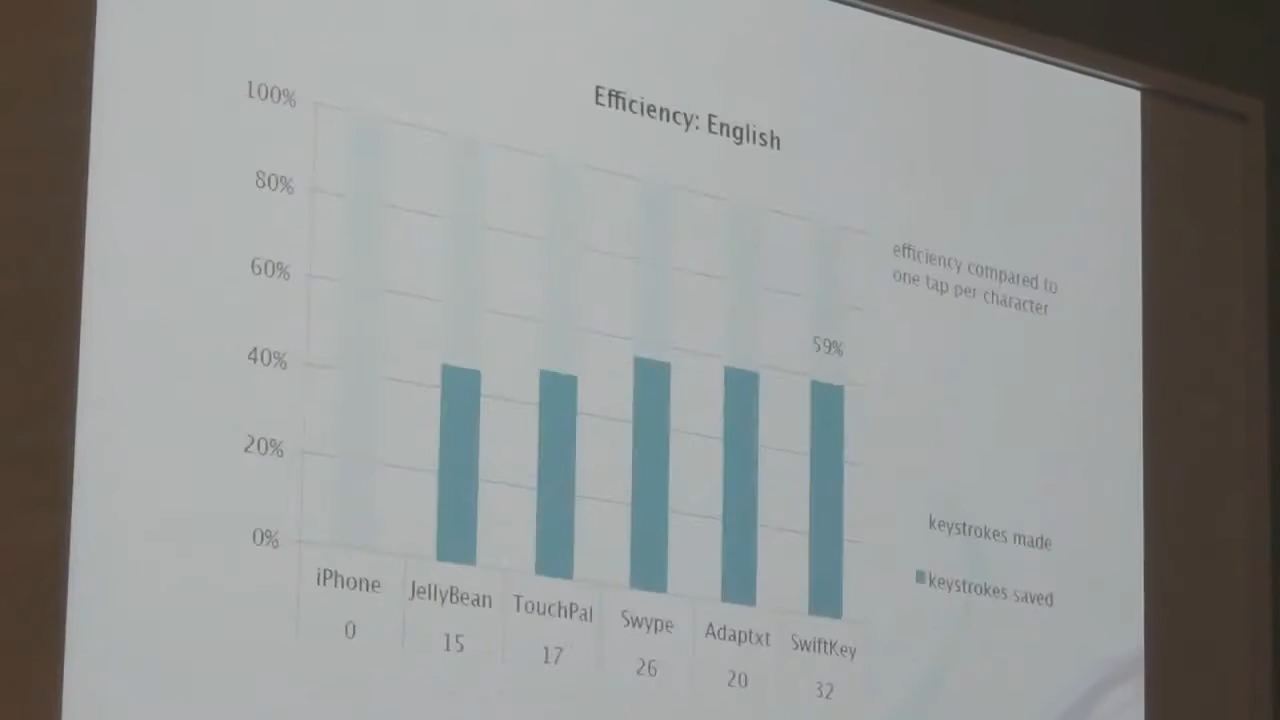 Efficiency: English
100%
80%
60%
40%
20%
0%
59%
efficiency compared to
one tap per character
keystrokes made
keystrokes saved
iPhone JellyBean TouchPal Swype Adaptxt SwiftKey
0 15 17 26 20 32